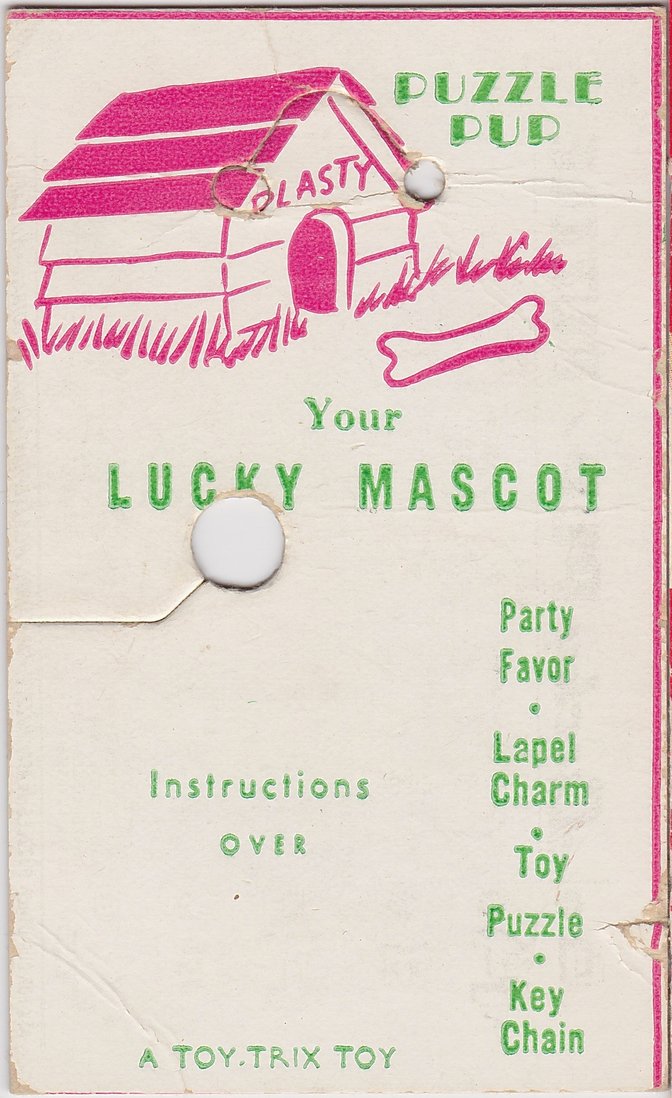 PUZZLE
PUP
PLASTY
Your
LUCKY MASCOT
Party
Favor
•
Lapel
Charm
•
Toy
Puzzle
•
Key
Chain
Instructions
OVER
A TOY-TRIX TOY